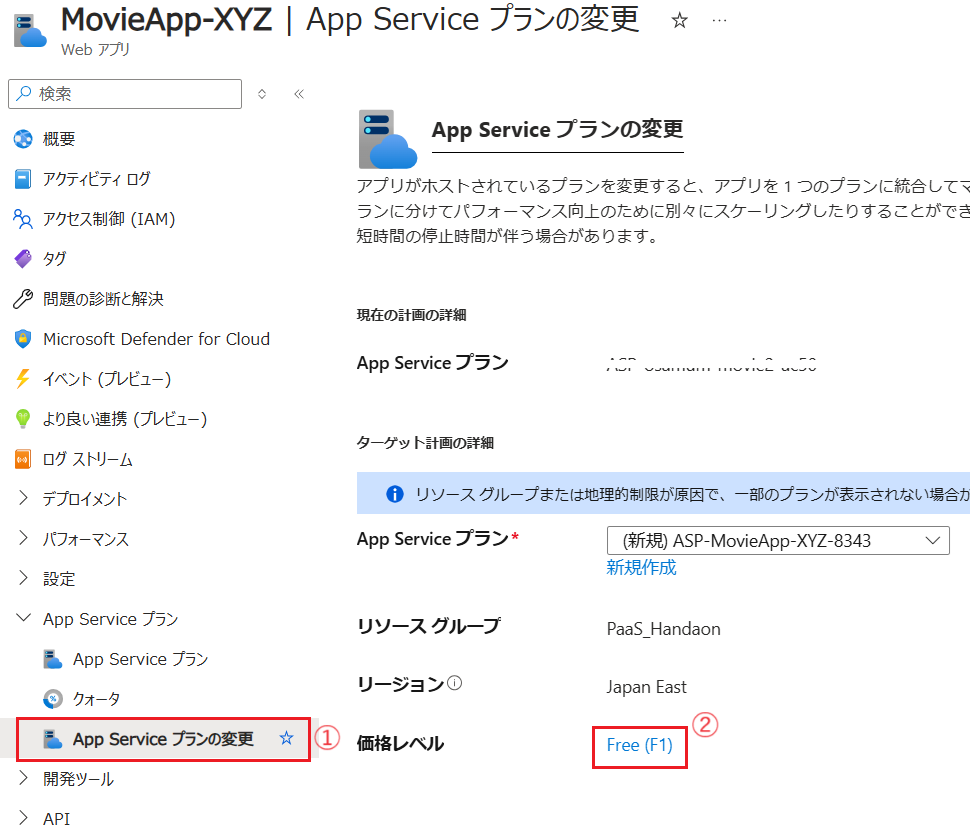 MovieApp-XYZ | App Service プランの変更
Web アプリ
検索
概要
アクティビティ ログ
アクセス制御 (IAM)
タグ
問題の診断と解決
Microsoft Defender for Cloud
イベント (プレビュー)
より良い連携 (プレビュー)
ログ ストリーム
デプロイメント
パフォーマンス
設定
App Service プラン
App Service プラン
クォータ
App Service プランの変更
①
開発ツール
API
App Service プランの変更
アプリがホストされているプランを変更すると、アプリを 1 つのプランに統合してマ
ランに分けてパフォーマンス向上のために別々にスケーリングしたりすることができ
短時間の停止時間が伴う場合があります。
現在の計画の詳細
App Service プラン
ターゲット計画の詳細
リソース グループまたは地理的制限が原因で、一部のプランが表示されない場合が
App Service プラン*
(新規) ASP-MovieApp-XYZ-8343
新規作成
リソース グループ
PaaS_Handaon
リージョン
Japan East
価格レベル
Free (F1)
②